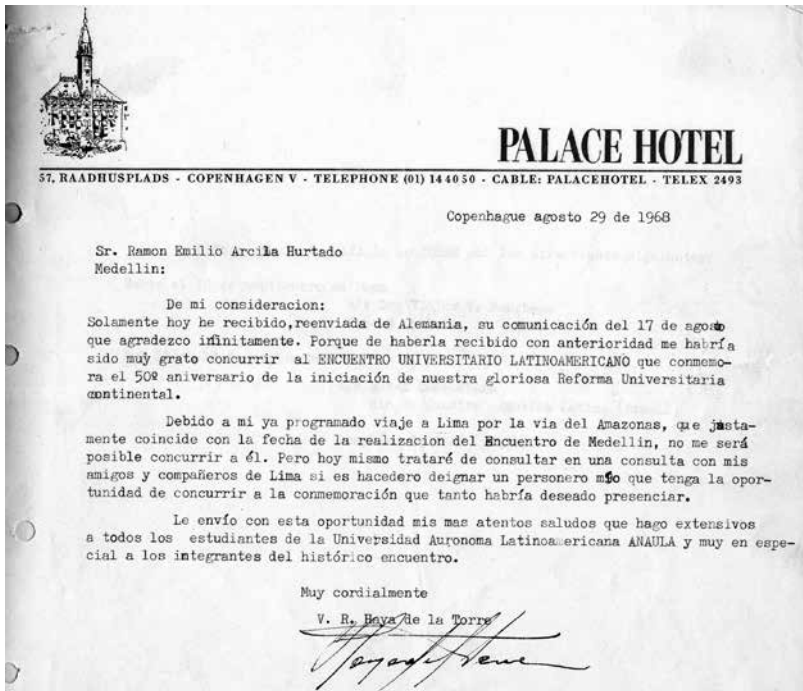 PALACE HOTEL
57, RAADHUSPLADS - COPENHAGEN V - TELEPHONE (01) 144050 - CABLE: PALACEHOTEL - TELEX 2493
Copenhague agosto 29 de 1968
Sr. Ramon Emilio Arcila Hurtado
Medellin:
De mi consideracion:
Solamente hoy he recibido,reenviada de Alemania, su comunicación del 17 de agosto
que agradezco infinitamente. Porque de haberla recibido con anterioridad me habría
sido muy grato concurrir al ENCUENTRO UNIVERSITARIO LATINOAMERICANO que conmemo-
ra el 50º aniversario de la iniciación de nuestra gloriosa Reforma Universitaria
continental.
Debido a mi ya programado viaje a Lima por la via del Amazonas, que justa-
mente coincide con la fecha de la realizacion del Encuentro de Medellin, no me será
posible concurrir a él. Pero hoy mismo trataré de consultar en una consulta con mis
amigos y compañeros de Lima si es hacedero deignar un personero mío que tenga la opor-
tunidad de concurrir a la conmemoración que tanto habría deseado presenciar.
Le envío con esta oportunidad mis mas atentos saludos que hago extensivos
a todos los estudiantes de la Universidad Auronoma Latinoamericana ANAULA y muy en espe-
cial a los integrantes del histórico encuentro.
Muy cordialmente
V. R. Haya de la Torre